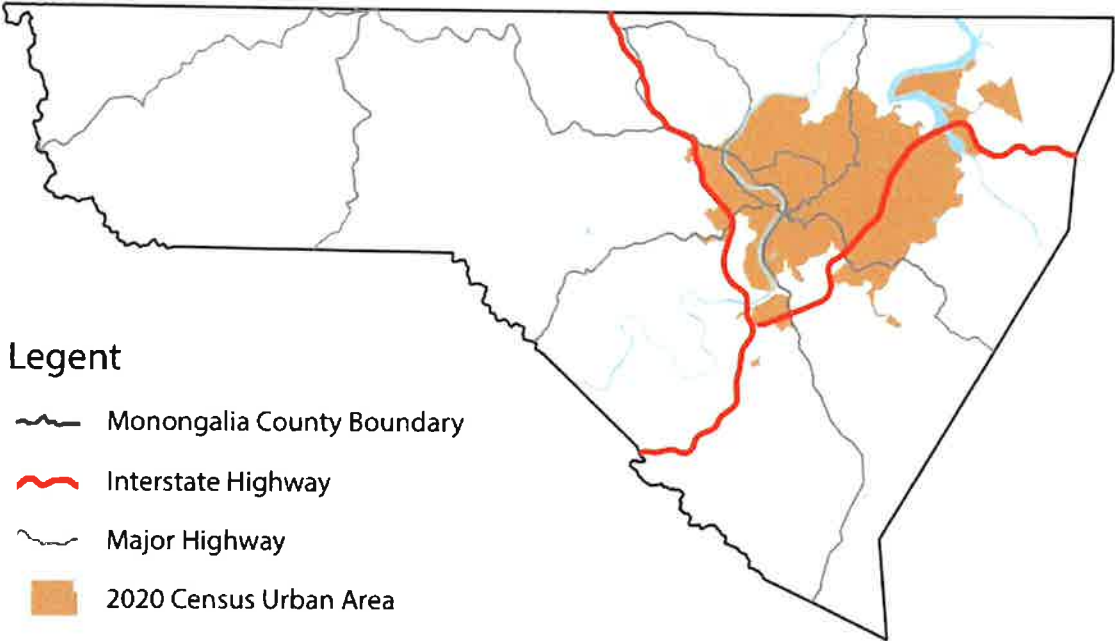 Legent
Monongalia County Boundary
Interstate Highway
Major Highway
2020 Census Urban Area